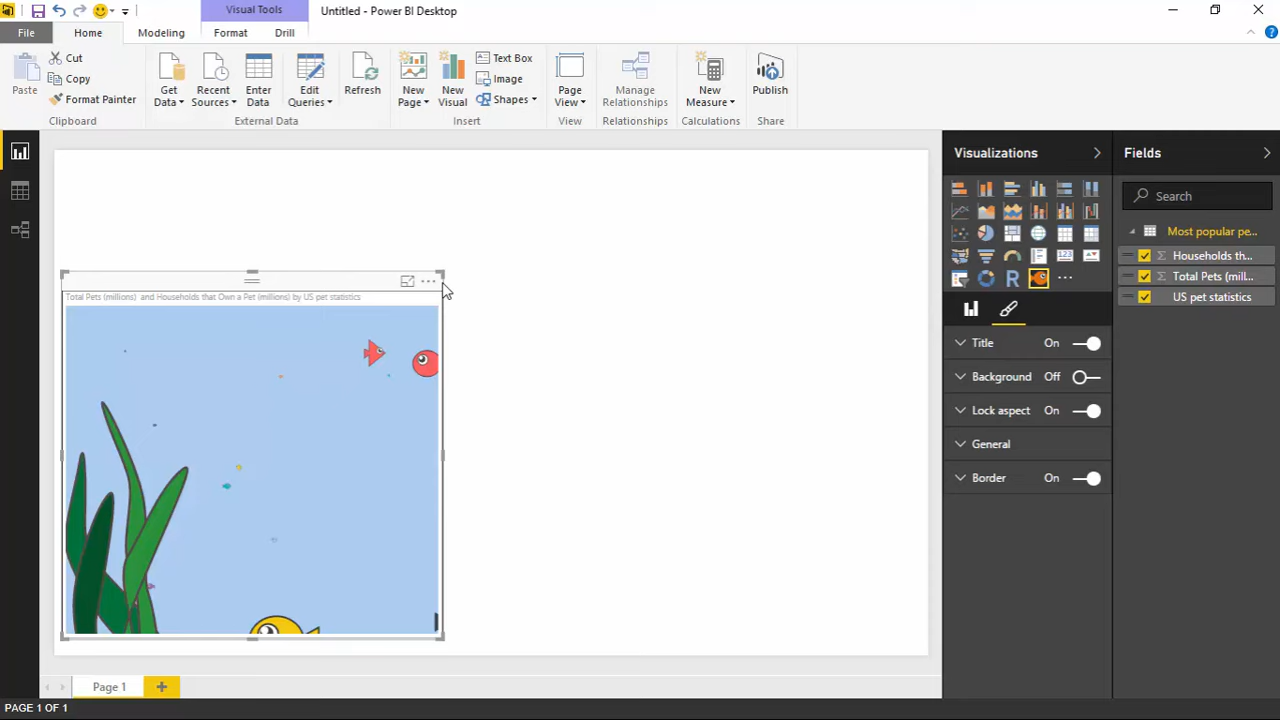 Visual Tools
Untitled - Power BI Desktop
File
Home
Modeling
Format
Drill
Paste
Cut
Copy
Format Painter
Clipboard
Get Data
Recent Sources
Enter Data
Edit Queries
Refresh
External Data
New Page
New Visual
Text Box
Image
Shapes
Insert
Page View
View
Manage Relationships
Relationships
New Measure
Calculations
Publish
Share
Total Pets (millions) and Households that Own a Pet (millions) by US pet statistics
Visualizations
R
123
Title On
Background Off
Lock aspect On
General
Border On
Fields
Search
Most popular pe...
Households th...
Total Pets (mill...
US pet statistics
Page 1
PAGE 1 OF 1